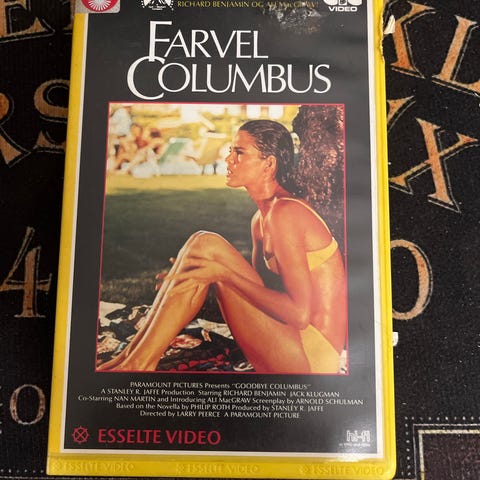 RICHARD BENJAMIN OG ALI MacGRAW!
CIC
VIDEO
FARVEL
COLUMBUS
PARAMOUNT PICTURES Presents "GOODBYE COLUMBUS"
A STANLEY R. JAFFE Production Starring RICHARD BENJAMIN JACK KLUGMAN
Co-Starring NAN MARTIN and Introducing ALI MacGRAW Screenplay by ARNOLD SCHULMAN
Based on the Novella by PHILIP ROTH Produced by STANLEY R. JAFFE
Directed by LARRY PEERCE A PARAMOUNT PICTURE
ESSELTE VIDEO
hi-fi
ESSELTE VIDEO
ESSELTE VIDEO
ESSELTE VIDEO